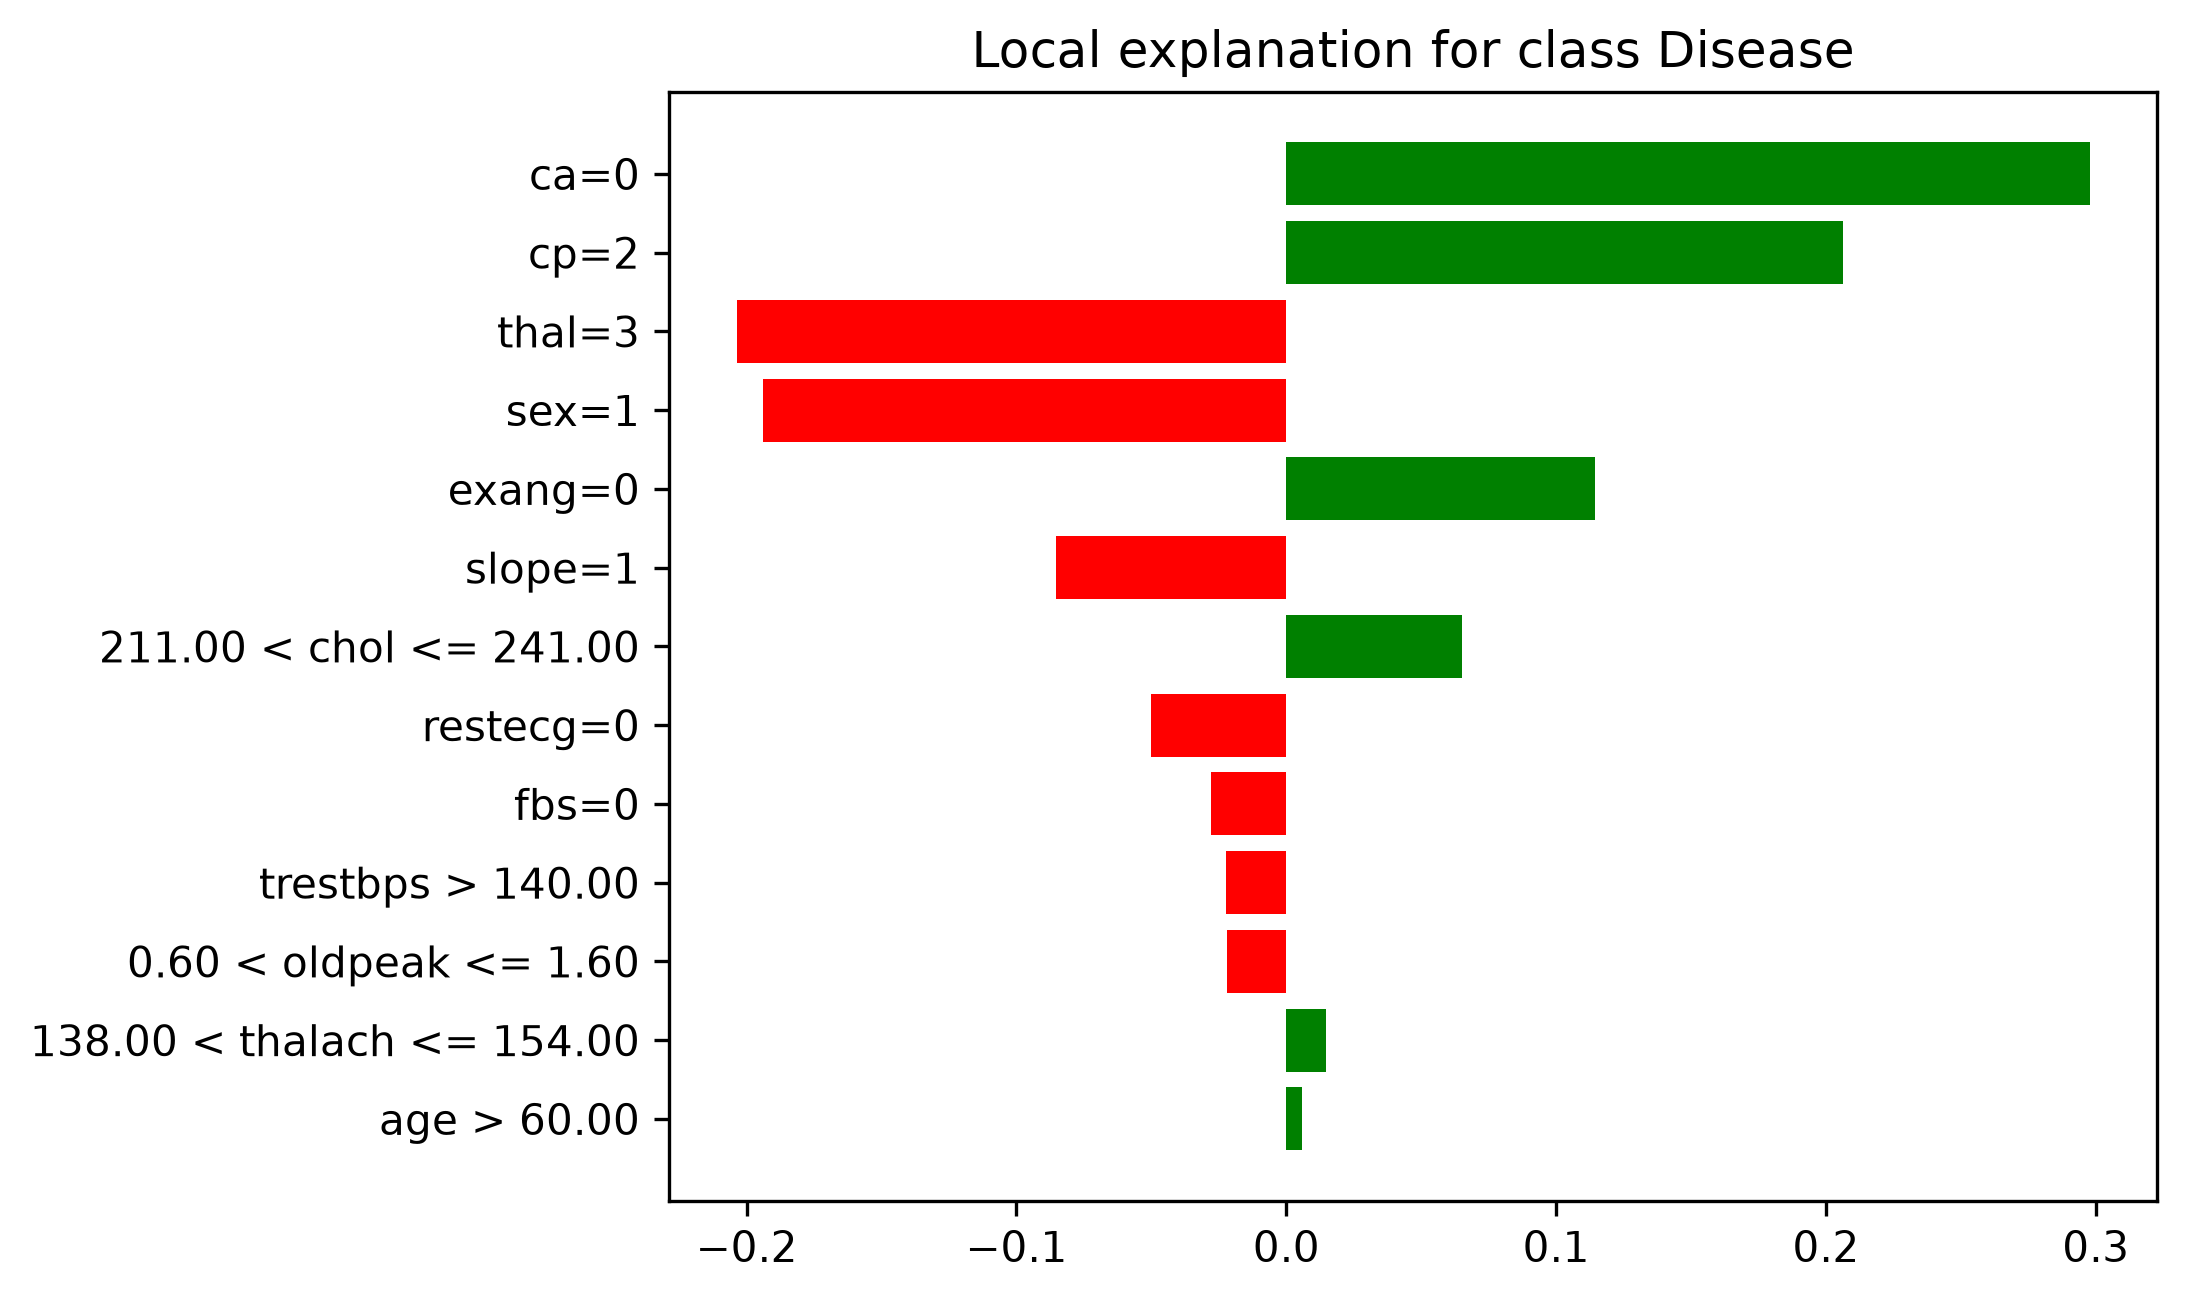 Local explanation for class Disease
ca=0
cp=2
thal=3
sex=1
exang=0
slope=1
211.00 < chol <= 241.00
restecg=0
fbs=0
trestbps > 140.00
0.60 < oldpeak <= 1.60
138.00 < thalach <= 154.00
age > 60.00
−0.2 −0.1 0.0 0.1 0.2 0.3